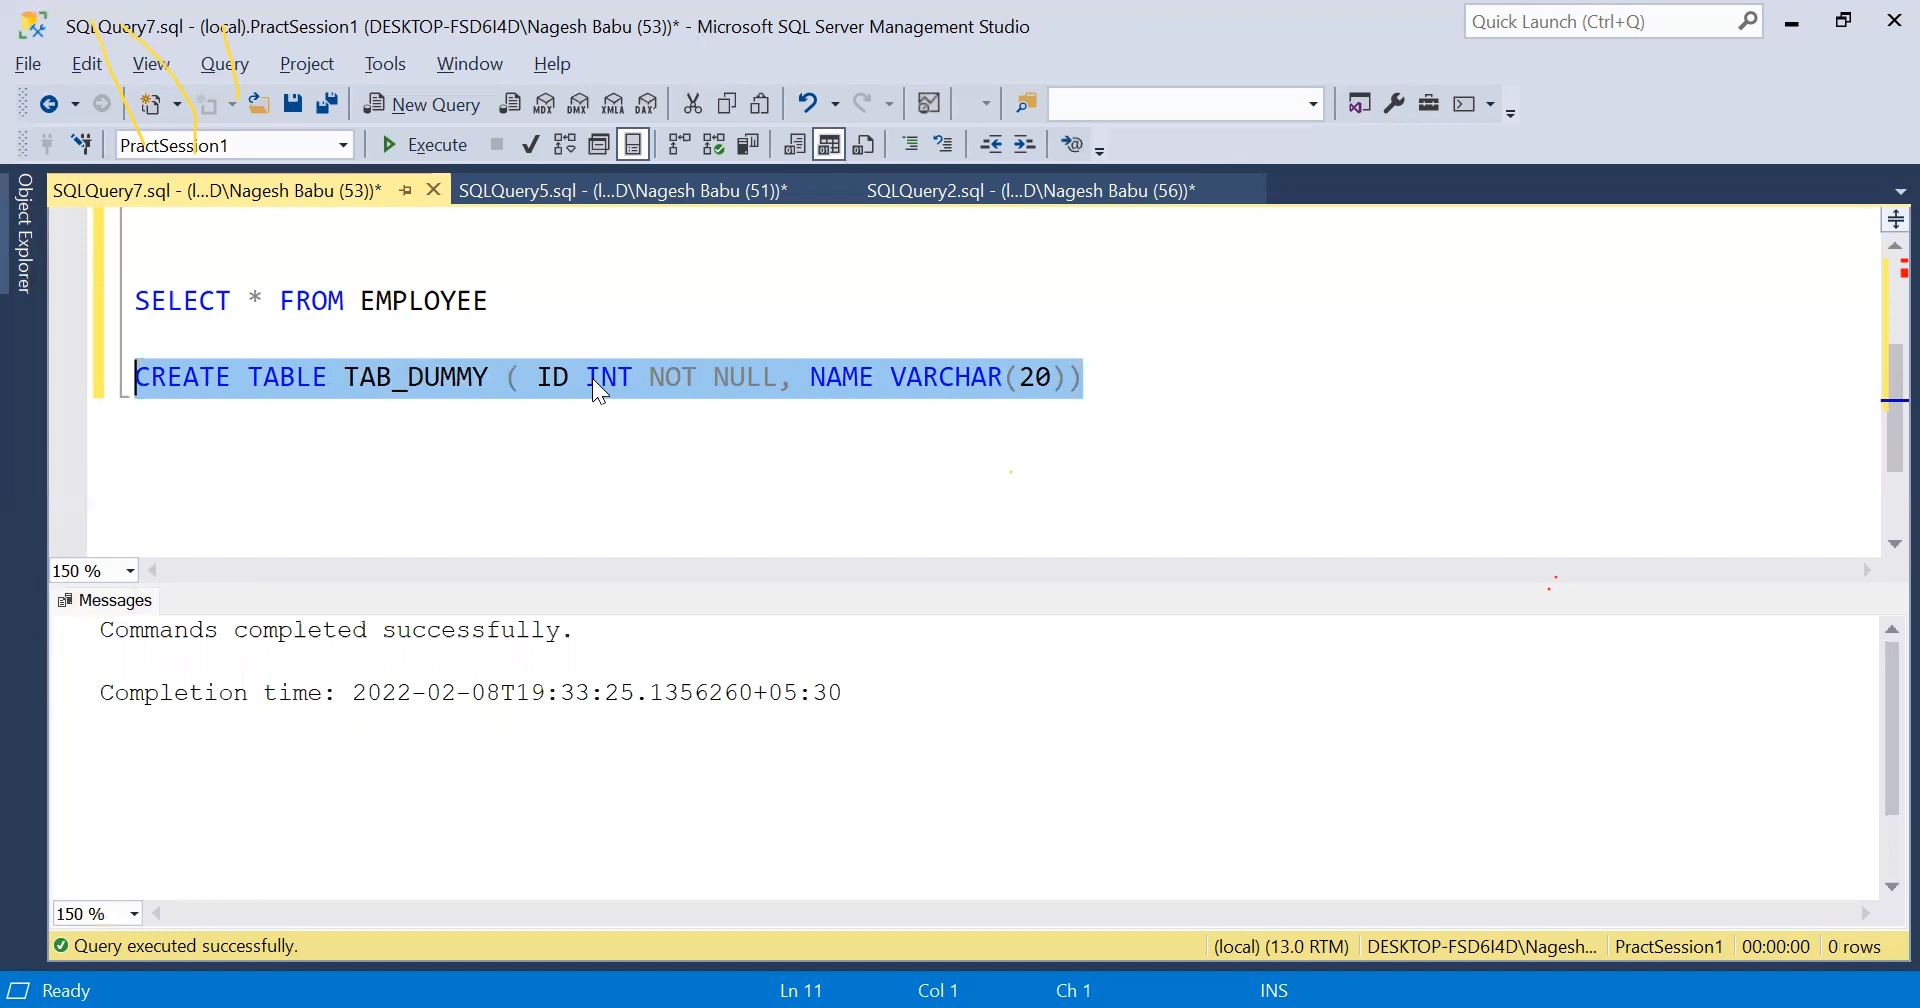 SQLQuery7.sql - (local).PractSession1 (DESKTOP-FSD6I4D\Nagesh Babu (53))* - Microsoft SQL Server Management Studio
Quick Launch (Ctrl+Q)
File Edit View Query Project Tools Window Help
New Query MDX DMX XMLA DAX
PractSession1 Execute
Object Explorer
SQLQuery7.sql - (l...D\Nagesh Babu (53))* SQLQuery5.sql - (l...D\Nagesh Babu (51))* SQLQuery2.sql - (l...D\Nagesh Babu (56))*
SELECT * FROM EMPLOYEE
CREATE TABLE TAB_DUMMY ( ID INT NOT NULL, NAME VARCHAR(20))
150 %
Messages
Commands completed successfully.
Completion time: 2022-02-08T19:33:25.1356260+05:30
150 %
Query executed successfully. (local) (13.0 RTM) DESKTOP-FSD6I4D\Nagesh... PractSession1 00:00:00 0 rows
Ready Ln 11 Col 1 Ch 1 INS